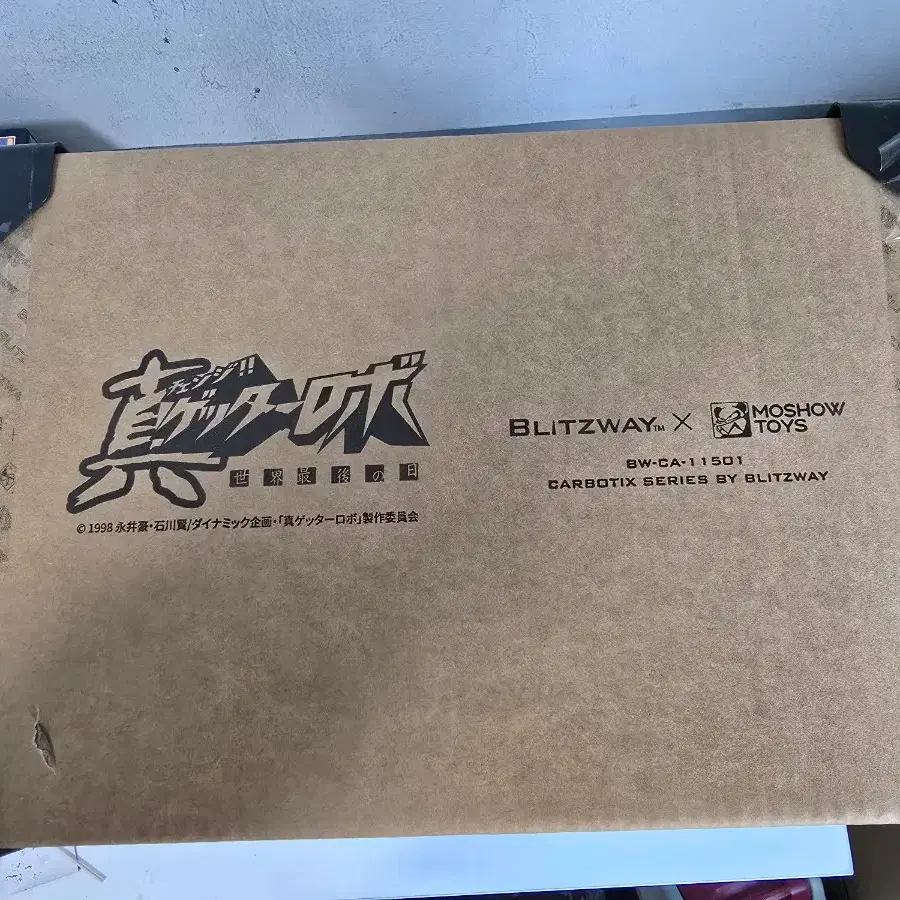 チェンジ!!
真ゲッターロボ
世界最後の日
© 1998 永井豪・石川賢/ダイナミック企画・「真ゲッターロボ」製作委員会
BLITZWAY™ × MOSHOW TOYS
BW-CA-11501
CARBOTIX SERIES BY BLITZWAY